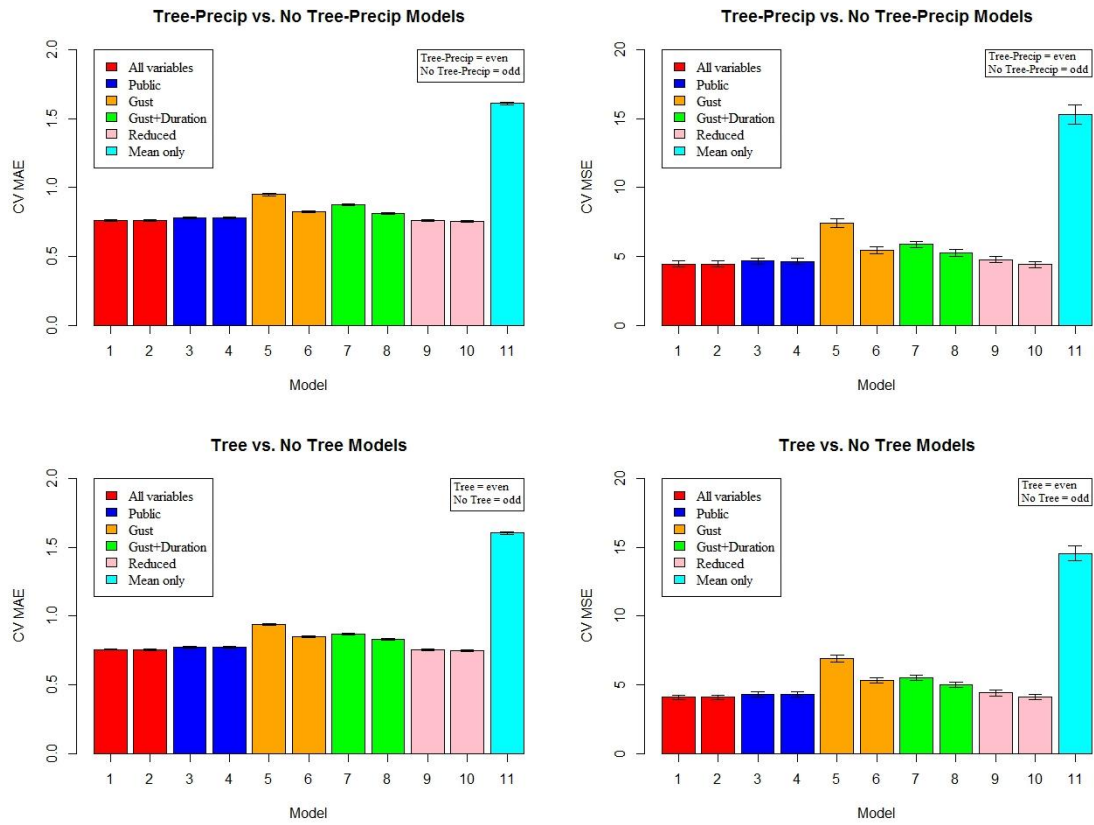 Tree-Precip vs. No Tree-Precip Models
CV MAE
0.0 0.5 1.0 1.5 2.0
All variables
Public
Gust
Gust+Duration
Reduced
Mean only
Tree-Precip = even
No Tree-Precip = odd
1 2 3 4 5 6 7 8 9 10 11
Model
Tree-Precip vs. No Tree-Precip Models
CV MSE
0 5 10 15 20
All variables
Public
Gust
Gust+Duration
Reduced
Mean only
Tree-Precip = even
No Tree-Precip = odd
1 2 3 4 5 6 7 8 9 10 11
Model
Tree vs. No Tree Models
CV MAE
0.0 0.5 1.0 1.5 2.0
All variables
Public
Gust
Gust+Duration
Reduced
Mean only
Tree = even
No Tree = odd
1 2 3 4 5 6 7 8 9 10 11
Model
Tree vs. No Tree Models
CV MSE
0 5 10 15 20
All variables
Public
Gust
Gust+Duration
Reduced
Mean only
Tree = even
No Tree = odd
1 2 3 4 5 6 7 8 9 10 11
Model